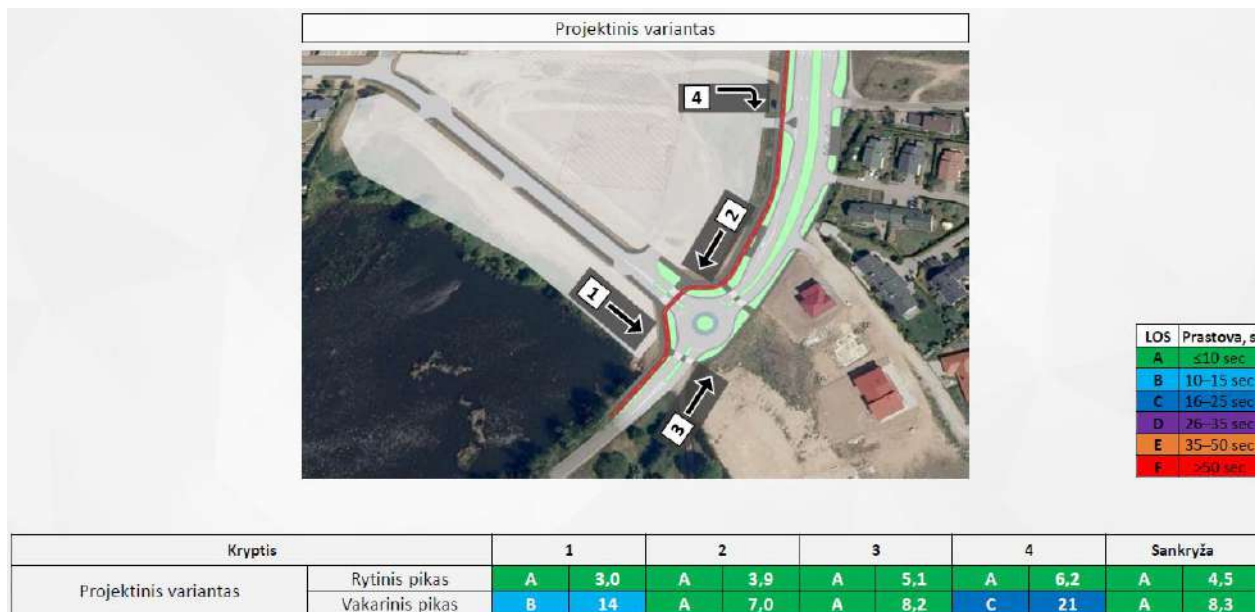 Projektinis variantas
4
2
1
3
LOS Prastova, s
A ≤10 sec
B 10–15 sec
C 16–25 sec
D 26–35 sec
E 35–50 sec
F >50 sec
Kryptis 1 2 3 4 Sankryža
Projektinis variantas Rytinis pikas A 3,0 A 3,9 A 5,1 A 6,2 A 4,5
Vakarinis pikas B 14 A 7,0 A 8,2 C 21 A 8,3